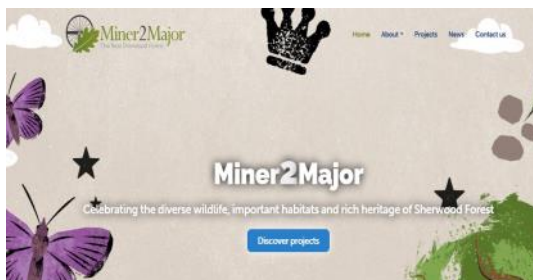 Miner2Major
The Real Sherwood Forest
Home About Projects News Contact us
Miner2Major
Celebrating the diverse wildlife, important habitats and rich heritage of Sherwood Forest
Discover projects